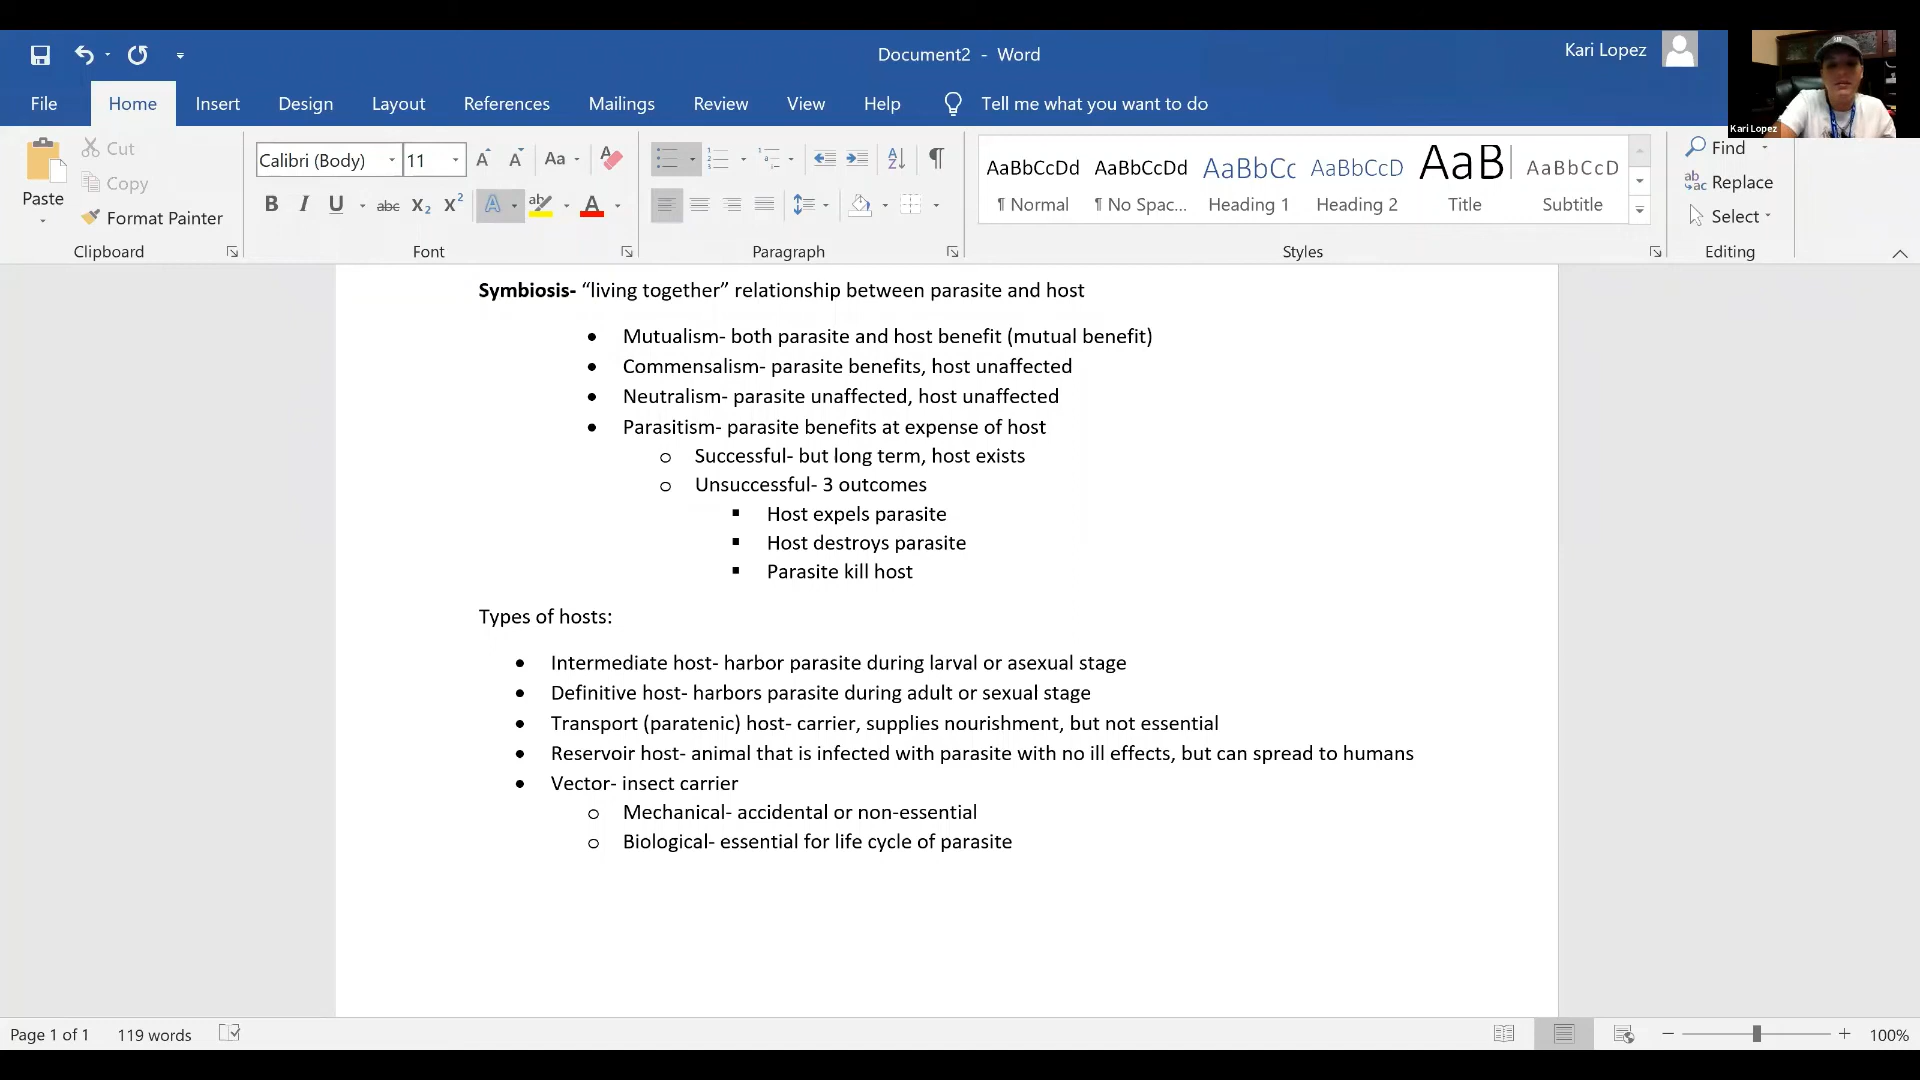 Document2 - Word
Kari Lopez
Kari Lopez
File Home Insert Design Layout References Mailings Review View Help Tell me what you want to do
Paste
Cut
Copy
Format Painter
Clipboard
Calibri (Body) 11
Font
Paragraph
AaBbCcDd AaBbCcDd AaBbCc AaBbCcD AaB AaBbCcD
¶ Normal ¶ No Spac... Heading 1 Heading 2 Title Subtitle
Styles
Find
Replace
Select
Editing
Symbiosis- “living together” relationship between parasite and host
• Mutualism- both parasite and host benefit (mutual benefit)
• Commensalism- parasite benefits, host unaffected
• Neutralism- parasite unaffected, host unaffected
• Parasitism- parasite benefits at expense of host
o Successful- but long term, host exists
o Unsuccessful- 3 outcomes
▪ Host expels parasite
▪ Host destroys parasite
▪ Parasite kill host
Types of hosts:
• Intermediate host- harbor parasite during larval or asexual stage
• Definitive host- harbors parasite during adult or sexual stage
• Transport (paratenic) host- carrier, supplies nourishment, but not essential
• Reservoir host- animal that is infected with parasite with no ill effects, but can spread to humans
• Vector- insect carrier
o Mechanical- accidental or non-essential
o Biological- essential for life cycle of parasite
Page 1 of 1 119 words 100%